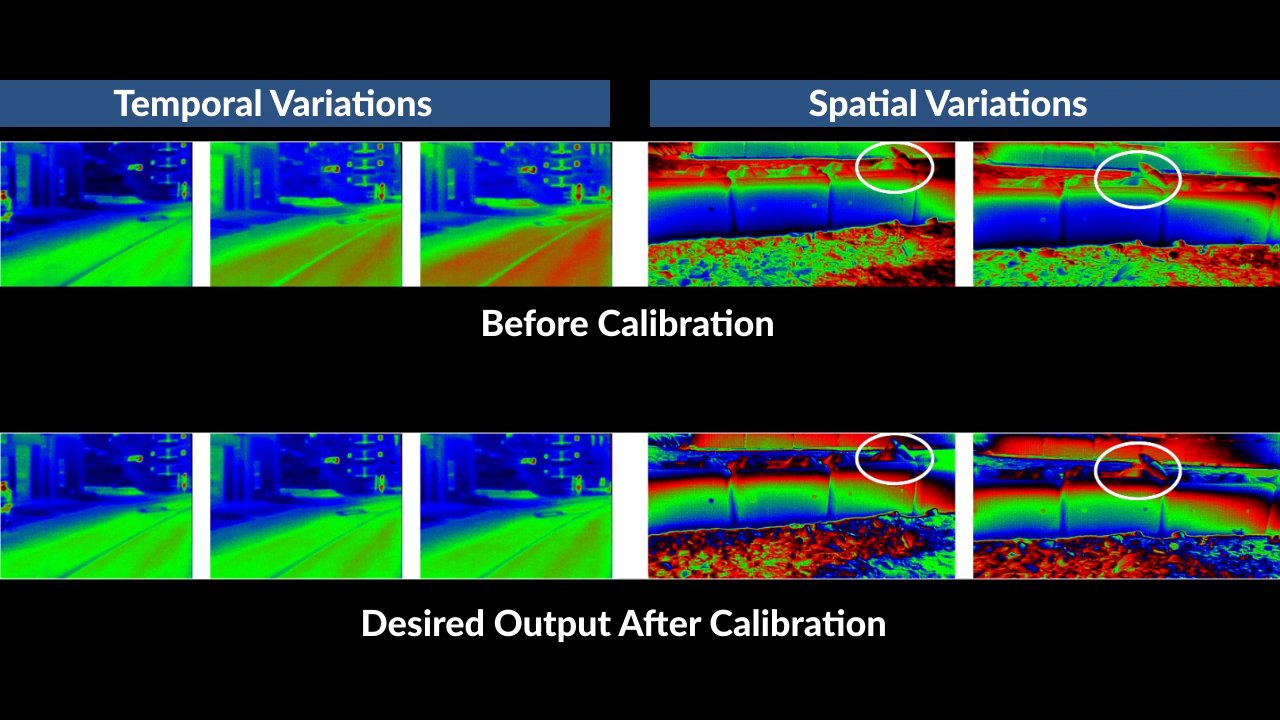 Temporal Variations
Spatial Variations
Before Calibration
Desired Output After Calibration